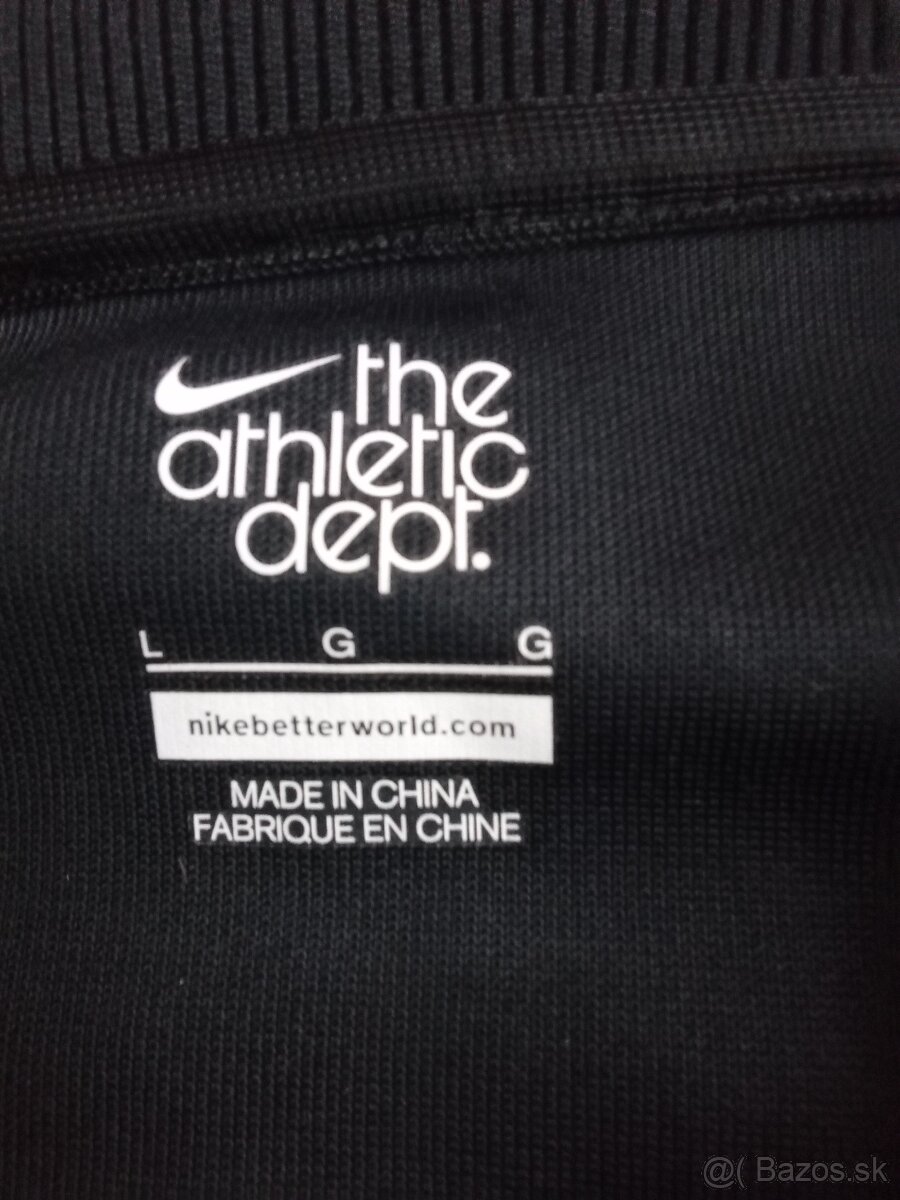 the
athletic
dept.
L G G
nikebetterworld.com
MADE IN CHINA
FABRIQUE EN CHINE
@( Bazos.sk